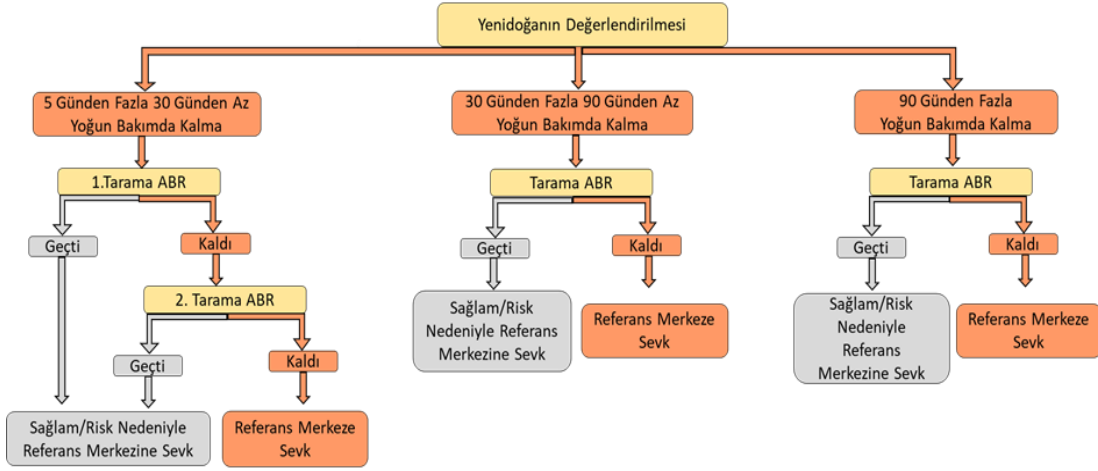 Yenidoğanın Değerlendirilmesi
5 Günden Fazla 30 Günden Az
Yoğun Bakımda Kalma
30 Günden Fazla 90 Günden Az
Yoğun Bakımda Kalma
90 Günden Fazla
Yoğun Bakımda Kalma
1.Tarama ABR
Tarama ABR
Tarama ABR
Geçti
Kaldı
Geçti
Kaldı
Geçti
Kaldı
2. Tarama ABR
Geçti
Kaldı
Sağlam/Risk
Nedeniyle Referans
Merkezine Sevk
Referans Merkeze
Sevk
Sağlam/Risk
Nedeniyle
Referans
Merkezine Sevk
Referans Merkeze
Sevk
Sağlam/Risk Nedeniyle
Referans Merkezine Sevk
Referans Merkeze
Sevk